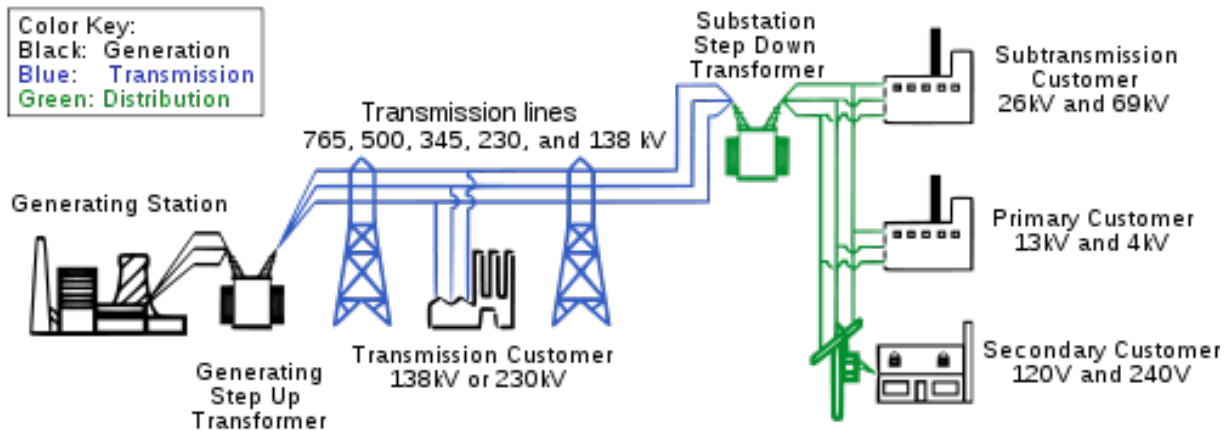 Color Key:
Black: Generation
Blue: Transmission
Green: Distribution
Substation
Step Down
Transformer
Subtransmission
Customer
26kV and 69kV
Transmission lines
765, 500, 345, 230, and 138 kV
Generating Station
Primary Customer
13kV and 4kV
Transmission Customer
138kV or 230kV
Generating
Step Up
Transformer
Secondary Customer
120V and 240V